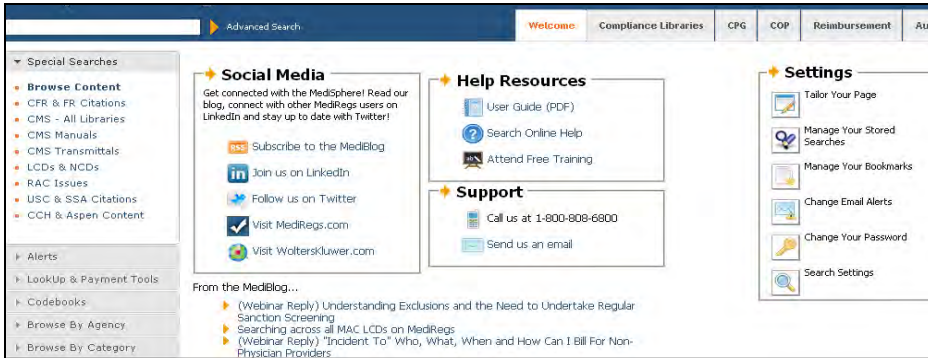 Advanced Search
Welcome
Compliance Libraries
CPG
COP
Reimbursement
Au
Special Searches
Browse Content
CFR & FR Citations
CMS - All Libraries
CMS Manuals
CMS Transmittals
LCDs & NCDs
RAC Issues
USC & SSA Citations
CCH & Aspen Content
Alerts
LookUp & Payment Tools
Codebooks
Browse By Agency
Browse By Category
Social Media
Get connected with the MediSphere! Read our
blog, connect with other MediRegs users on
LinkedIn and stay up to date with Twitter!
RSS Subscribe to the MediBlog
in Join us on LinkedIn
Follow us on Twitter
Visit MediRegs.com
Visit WoltersKluwer.com
Help Resources
User Guide (PDF)
Search Online Help
Attend Free Training
Support
Call us at 1-800-808-6800
Send us an email
Settings
Tailor Your Page
Manage Your Stored
Searches
Manage Your Bookmarks
Change Email Alerts
Change Your Password
Search Settings
From the MediBlog...
(Webinar Reply) Understanding Exclusions and the Need to Undertake Regular
Sanction Screening
Searching across all MAC LCDs on MediRegs
(Webinar Reply) "Incident To" Who, What, When and How Can I Bill For Non-
Physician Providers